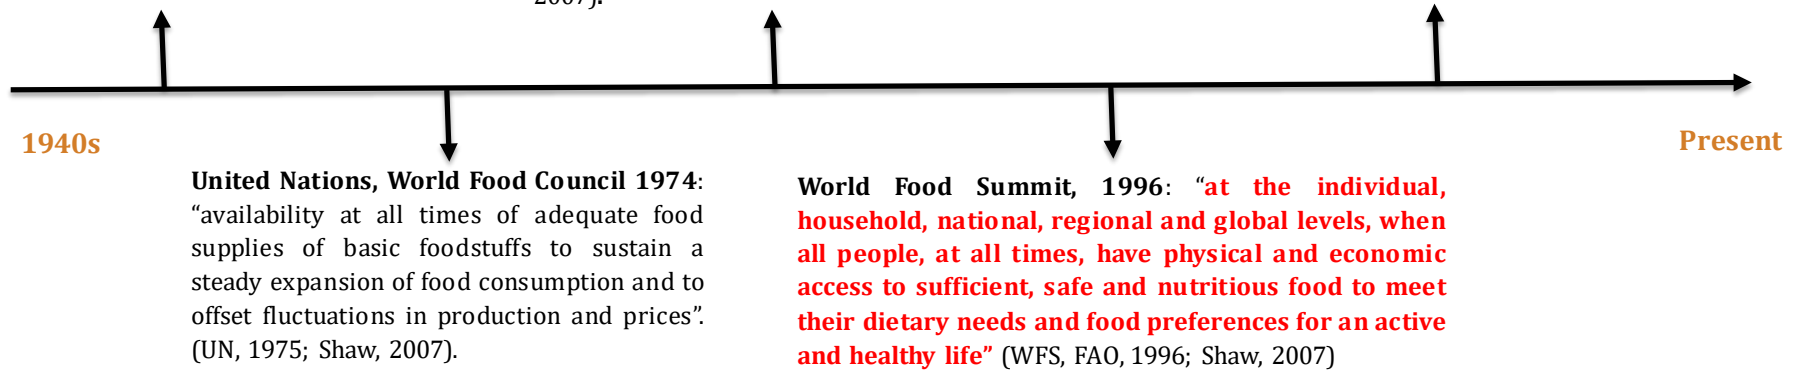 2007).
1940s
Present
United Nations, World Food Council 1974:
“availability at all times of adequate food
supplies of basic foodstuffs to sustain a
steady expansion of food consumption and to
offset fluctuations in production and prices”.
(UN, 1975; Shaw, 2007).
World Food Summit, 1996: “at the individual,
household, national, regional and global levels, when
all people, at all times, have physical and economic
access to sufficient, safe and nutritious food to meet
their dietary needs and food preferences for an active
and healthy life” (WFS, FAO, 1996; Shaw, 2007)